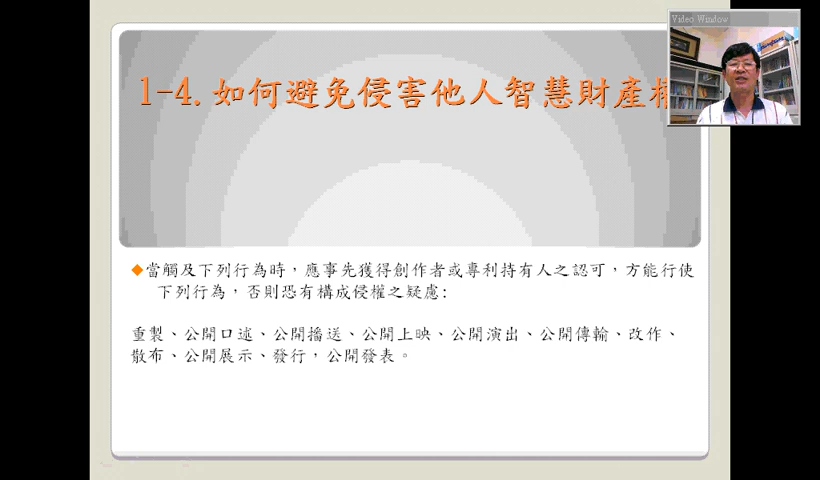 Video Window
1-4.如何避免侵害他人智慧財產
◆當觸及下列行為時，應事先獲得創作者或專利持有人之認可，方能行使
下列行為，否則恐有構成侵權之疑慮:
重製、公開口述、公開播送、公開上映、公開演出、公開傳輸、改作、
散布、公開展示、發行，公開發表。